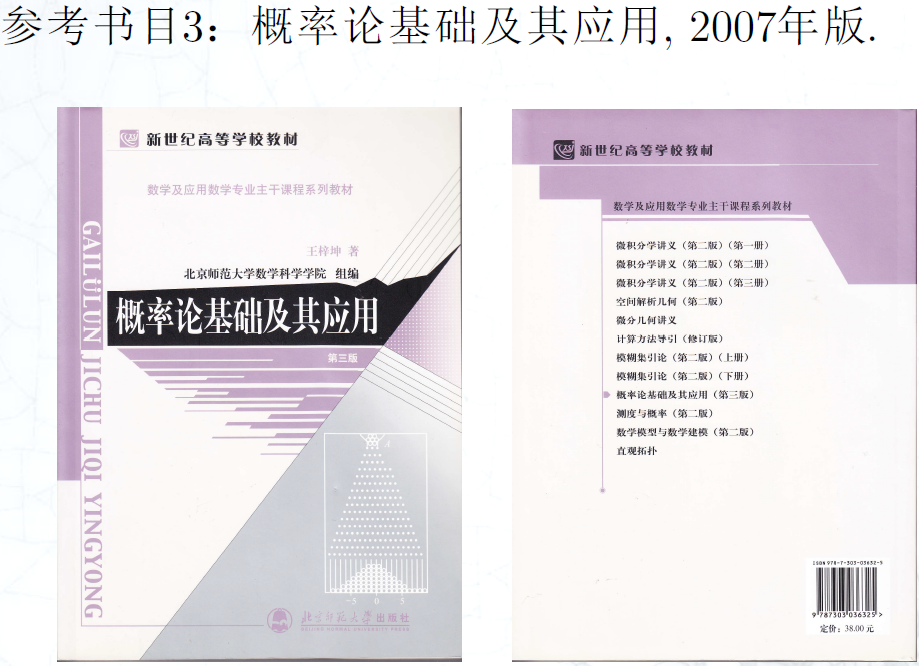 参考书目3：概率论基础及其应用, 2007年版.
新世纪高等学校教材
数学及应用数学专业主干课程系列教材
王梓坤 著
北京师范大学数学科学学院 组编
概率论基础及其应用
第三版
GAILÜLUN JICHU JIQI YINGYONG
A
-5 0 5
北京师范大学出版社
BEIJING NORMAL UNIVERSITY PRESS
新世纪高等学校教材
数学及应用数学专业主干课程系列教材
微积分学讲义（第二版）（第一册）
微积分学讲义（第二版）（第二册）
微积分学讲义（第二版）（第三册）
空间解析几何（第二版）
微分几何讲义
计算方法导引（修订版）
模糊集引论（第二版）（上册）
模糊集引论（第二版）（下册）
概率论基础及其应用（第三版）
测度与概率（第二版）
数学模型与数学建模（第二版）
直观拓扑
ISBN 978-7-303-03632-5
9 787303 036325 >
定价：38.00 元